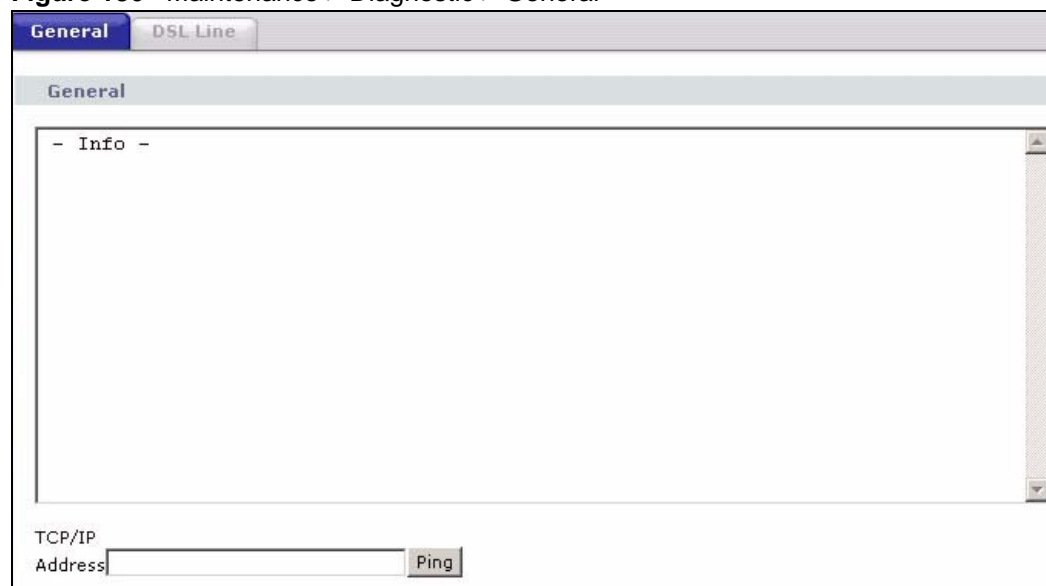 General DSL Line
General
- Info -
TCP/IP
Address Ping